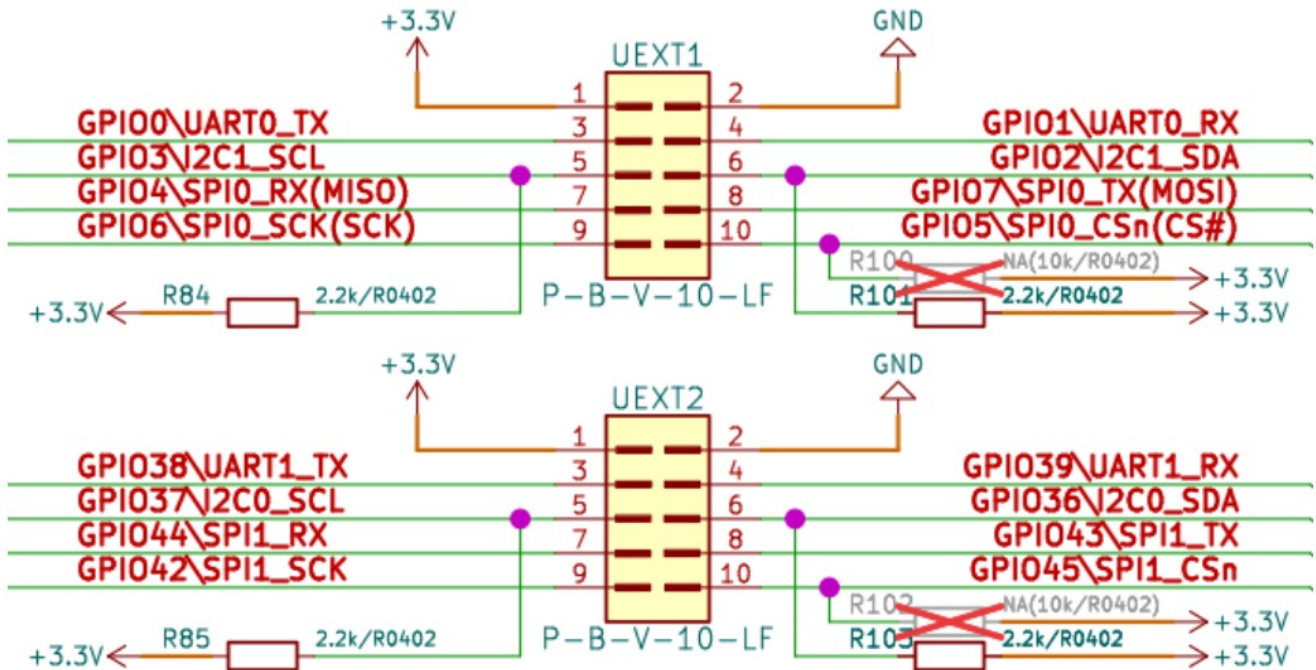 +3.3V GND
UEXT1
1 2
GPIO0\UART0_TX 3 4 GPIO1\UART0_RX
GPIO3\I2C1_SCL 5 6 GPIO2\I2C1_SDA
GPIO4\SPI0_RX(MISO) 7 8 GPIO7\SPI0_TX(MOSI)
GPIO6\SPI0_SCK(SCK) 9 10 GPIO5\SPI0_CSn(CS#)
R100 NA(10k/R0402) +3.3V
+3.3V R84 2.2k/R0402 P-B-V-10-LF R101 2.2k/R0402 +3.3V
+3.3V GND
UEXT2
1 2
GPIO38\UART1_TX 3 4 GPIO39\UART1_RX
GPIO37\I2C0_SCL 5 6 GPIO36\I2C0_SDA
GPIO44\SPI1_RX 7 8 GPIO43\SPI1_TX
GPIO42\SPI1_SCK 9 10 GPIO45\SPI1_CSn
R102 NA(10k/R0402) +3.3V
+3.3V R85 2.2k/R0402 P-B-V-10-LF R103 2.2k/R0402 +3.3V